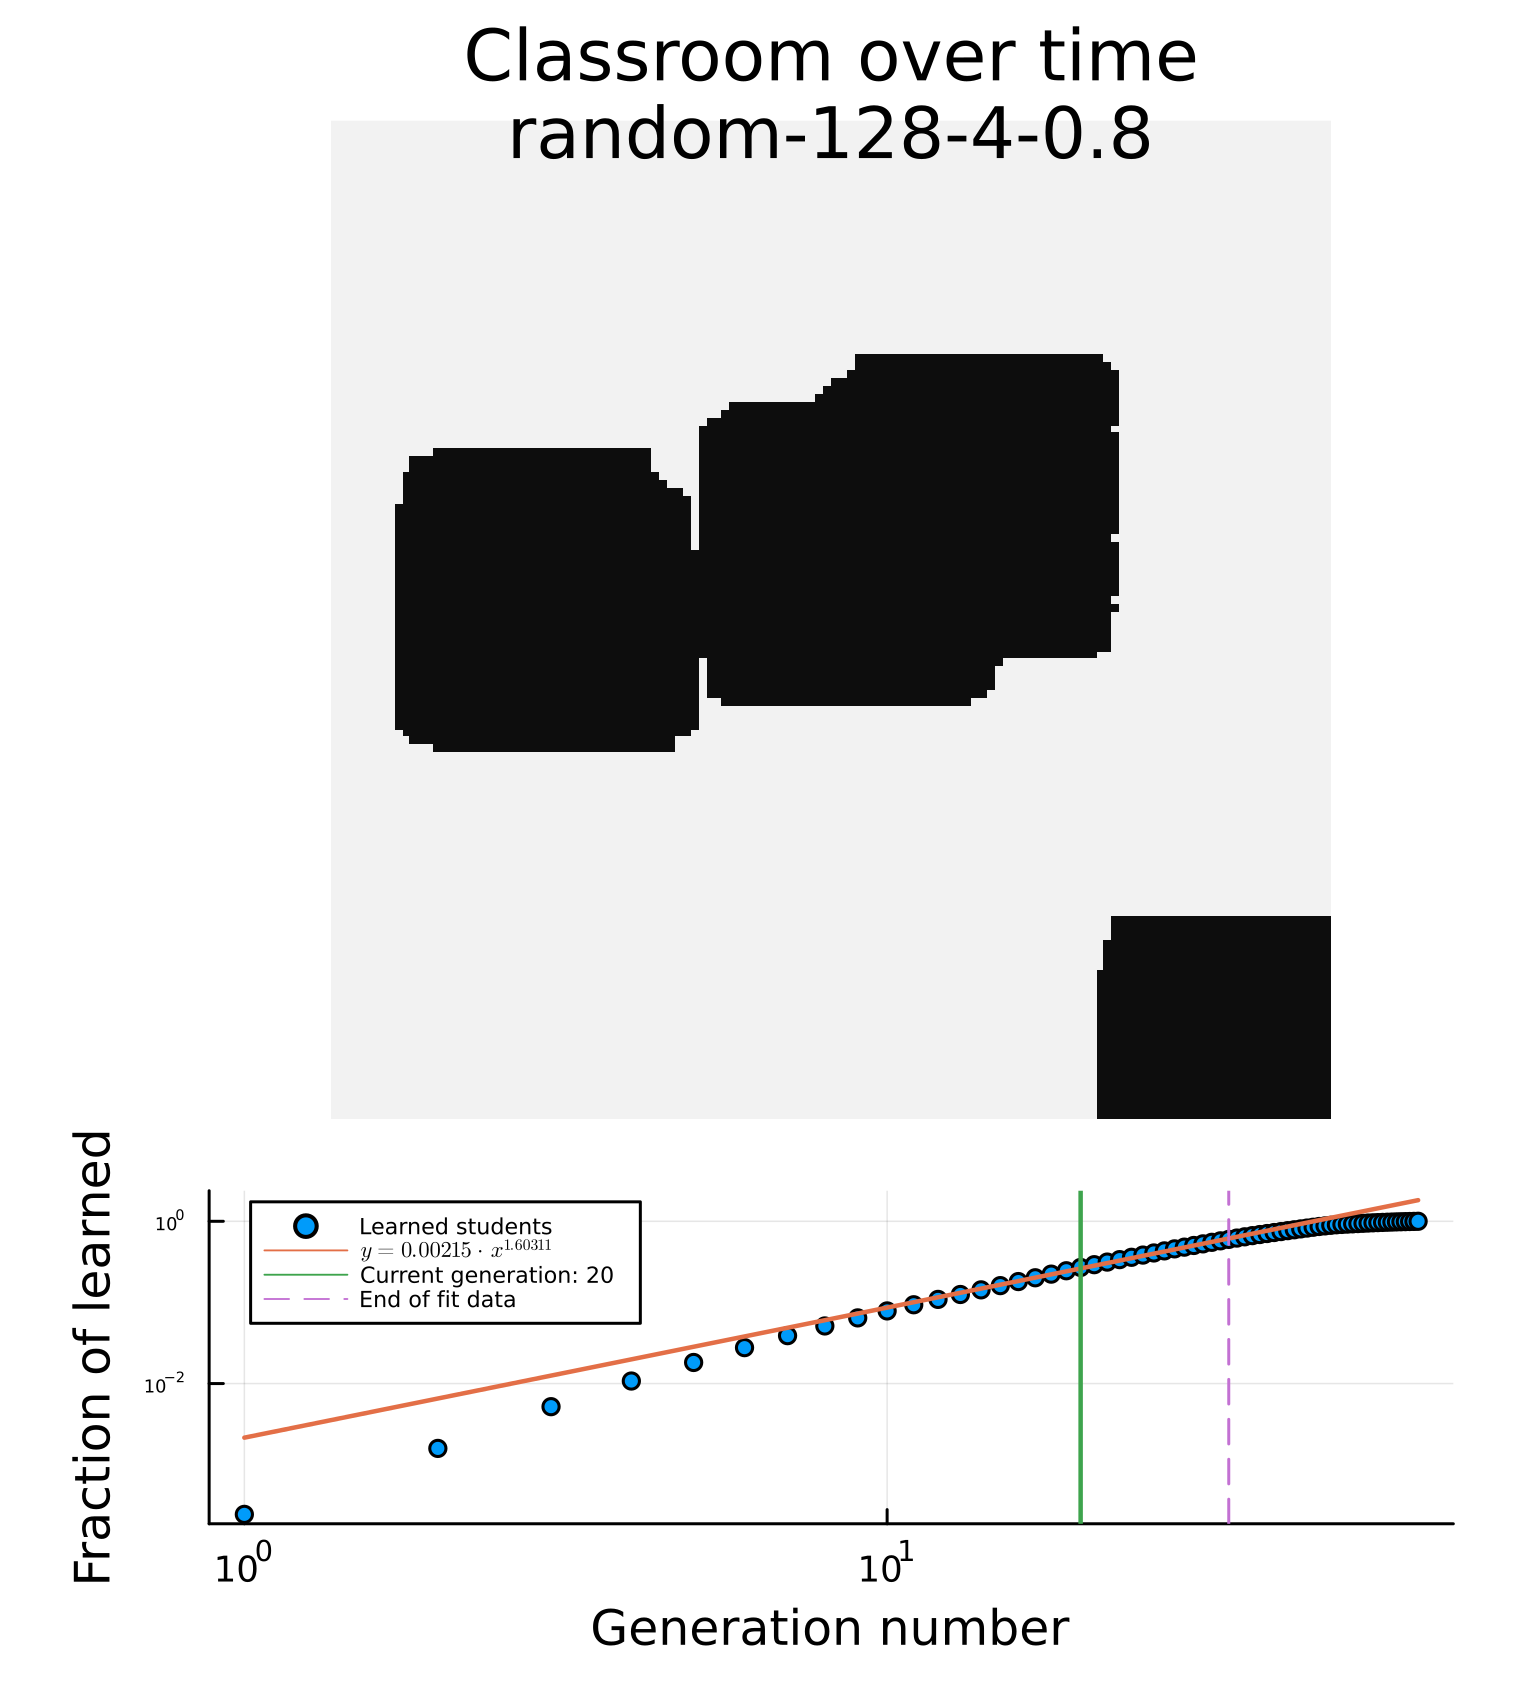 Classroom over time
random-128-4-0.8
Fraction of learned
10^0
10^-2
Learned students
y = 0.00215 · x^1.60311
Current generation: 20
End of fit data
10^0
10^1
Generation number